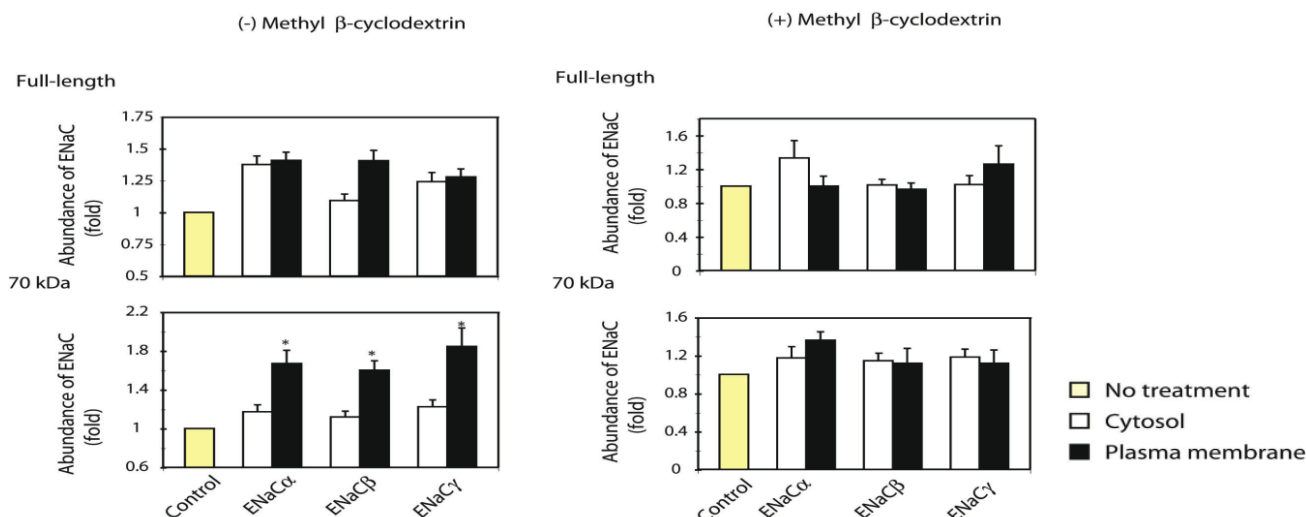 (-) Methyl β-cyclodextrin
Full-length
Abundance of ENaC
(fold)
1.75
1.5
1.25
1
0.75
0.5
70 kDa
Abundance of ENaC
(fold)
2.2
1.8
1.4
1
0.6
*
*
*
Control
ENaCα
ENaCβ
ENaCγ
(+) Methyl β-cyclodextrin
Full-length
Abundance of ENaC
(fold)
1.6
1.2
0.8
0.4
0
70 kDa
Abundance of ENaC
(fold)
1.6
1.2
0.8
0.4
0
Control
ENaCα
ENaCβ
ENaCγ
No treatment
Cytosol
Plasma membrane